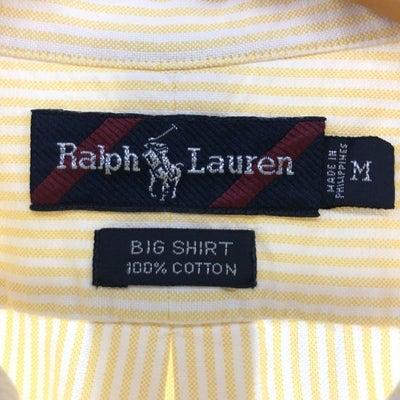 Ralph Lauren
MADE IN
PHILIPPINES
M
BIG SHIRT
100% COTTON